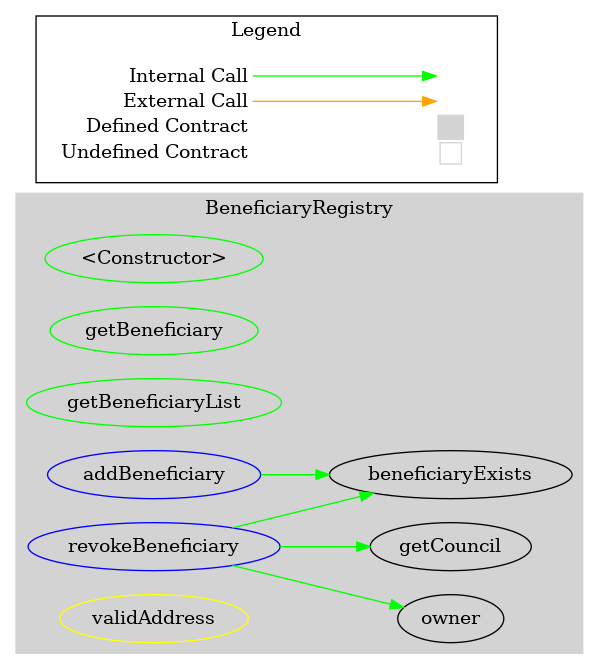 Legend
Internal Call
External Call
Defined Contract
Undefined Contract
BeneficiaryRegistry
<Constructor>
getBeneficiary
getBeneficiaryList
addBeneficiary
beneficiaryExists
revokeBeneficiary
getCouncil
validAddress
owner